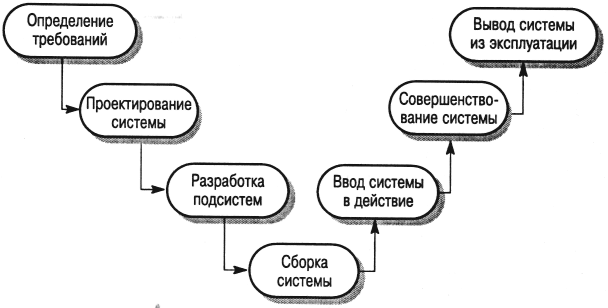 Определение
требований
Проектирование
системы
Разработка
подсистем
Сборка
системы
Ввод системы
в действие
Совершенство-
вание системы
Вывод системы
из эксплуатации